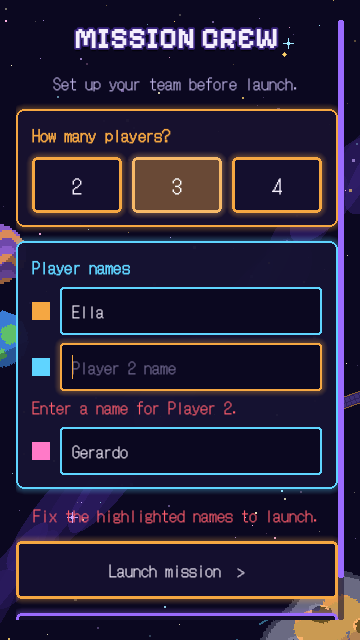 MISSION CREW
Set up your team before launch.
How many players?
2 3 4
Player names
Ella
Player 2 name
Enter a name for Player 2.
Gerardo
Fix the highlighted names to launch.
Launch mission >